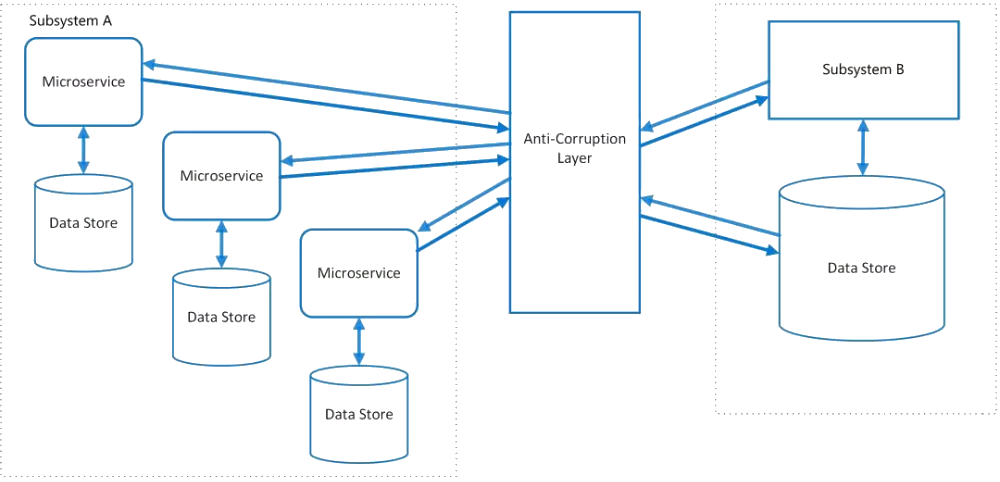 Subsystem A
Microservice
Data Store
Microservice
Data Store
Microservice
Data Store
Anti-Corruption
Layer
Subsystem B
Data Store